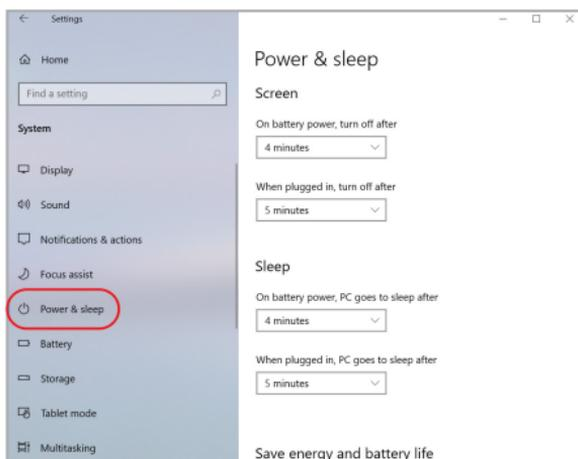 Settings
Home
Find a setting
System
Display
Sound
Notifications & actions
Focus assist
Power & sleep
Battery
Storage
Tablet mode
Multitasking
Power & sleep
Screen
On battery power, turn off after
4 minutes
When plugged in, turn off after
5 minutes
Sleep
On battery power, PC goes to sleep after
4 minutes
When plugged in, PC goes to sleep after
5 minutes
Save energy and battery life